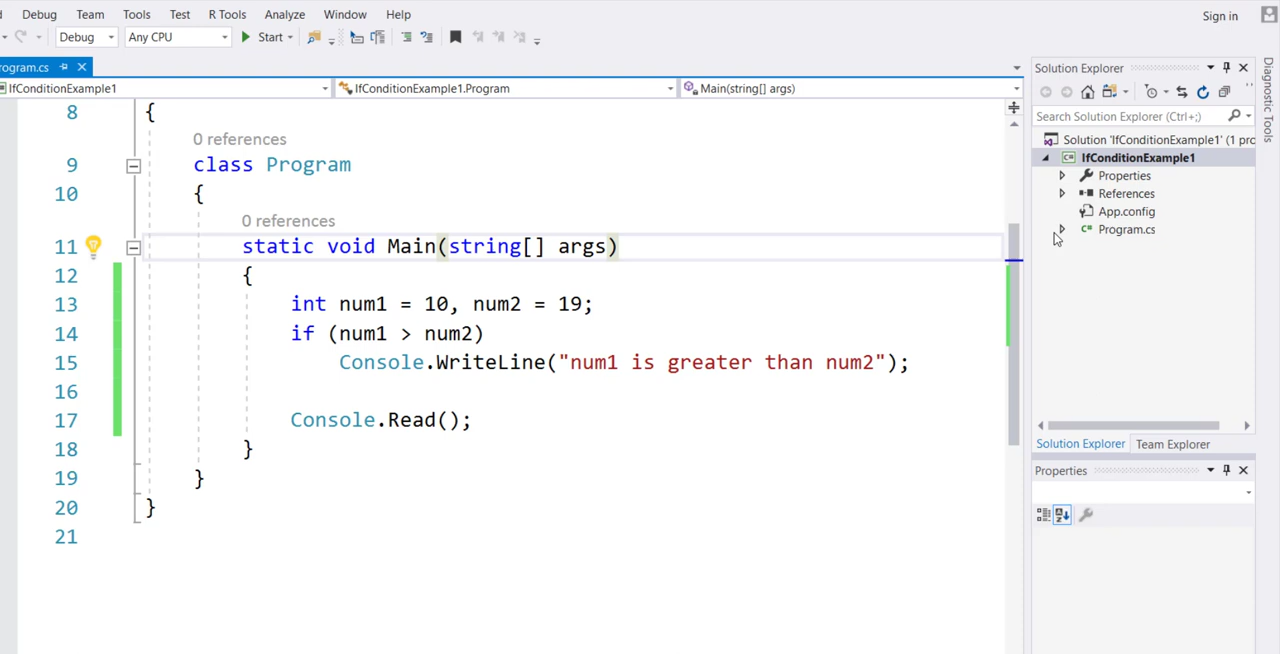 Debug Team Tools Test R Tools Analyze Window Help
Sign in
Debug Any CPU Start
rogram.cs
IfConditionExample1 IfConditionExample1.Program Main(string[] args)
8 {
0 references
9 class Program
10 {
0 references
11 static void Main(string[] args)
12 {
13 int num1 = 10, num2 = 19;
14 if (num1 > num2)
15 Console.WriteLine("num1 is greater than num2");
16
17 Console.Read();
18 }
19 }
20 }
21
Solution Explorer
Search Solution Explorer (Ctrl+;)
Solution 'IfConditionExample1' (1 pro
IfConditionExample1
Properties
References
App.config
Program.cs
Solution Explorer Team Explorer
Properties
Diagnostic Tools